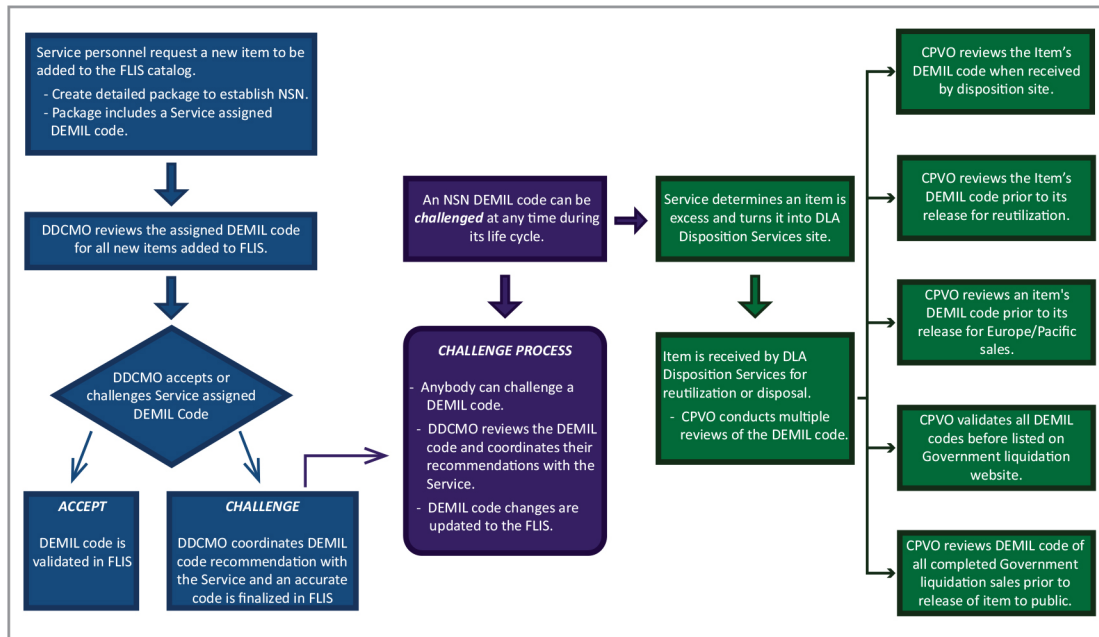 Service personnel request a new item to be
added to the FLIS catalog.
- Create detailed package to establish NSN.
- Package includes a Service assigned
DEMIL code.
DDCMO reviews the assigned DEMIL code
for all new items added to FLIS.
DDCMO accepts or
challenges Service assigned
DEMIL Code
ACCEPT
DEMIL code is
validated in FLIS
CHALLENGE
DDCMO coordinates DEMIL
code recommendation with
the Service and an accurate
code is finalized in FLIS
An NSN DEMIL code can be
challenged at any time during
its life cycle.
CHALLENGE PROCESS
- Anybody can challenge a
DEMIL code.
- DDCMO reviews the DEMIL
code and coordinates their
recommendations with the
Service.
- DEMIL code changes are
updated to the FLIS.
Service determines an item is
excess and turns it into DLA
Disposition Services site.
Item is received by DLA
Disposition Services for
reutilization or disposal.
- CPVO conducts multiple
reviews of the DEMIL code.
CPVO reviews the Item's
DEMIL code when received
by disposition site.
CPVO reviews the Item's
DEMIL code prior to its
release for reutilization.
CPVO reviews an item's
DEMIL code prior to its
release for Europe/Pacific
sales.
CPVO validates all DEMIL
codes before listed on
Government liquidation
website.
CPVO reviews DEMIL code of
all completed Government
liquidation sales prior to
release of item to public.